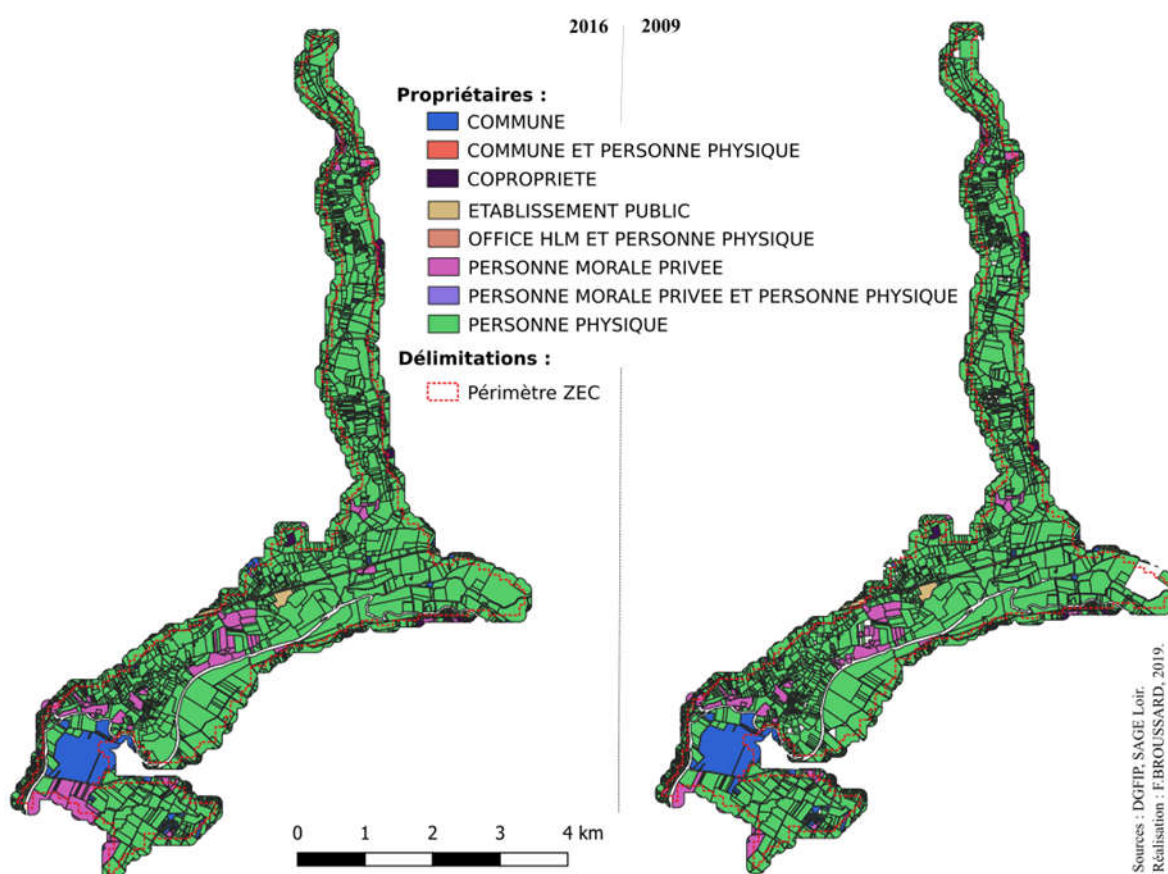 2016 2009
Propriétaires :
COMMUNE
COMMUNE ET PERSONNE PHYSIQUE
COPROPRIETE
ETABLISSEMENT PUBLIC
OFFICE HLM ET PERSONNE PHYSIQUE
PERSONNE MORALE PRIVEE
PERSONNE MORALE PRIVEE ET PERSONNE PHYSIQUE
PERSONNE PHYSIQUE
Délimitations :
Périmètre ZEC
0 1 2 3 4 km
Sources : DGFIP, SAGE Loir.
Réalisation : F.BROUSSARD, 2019.